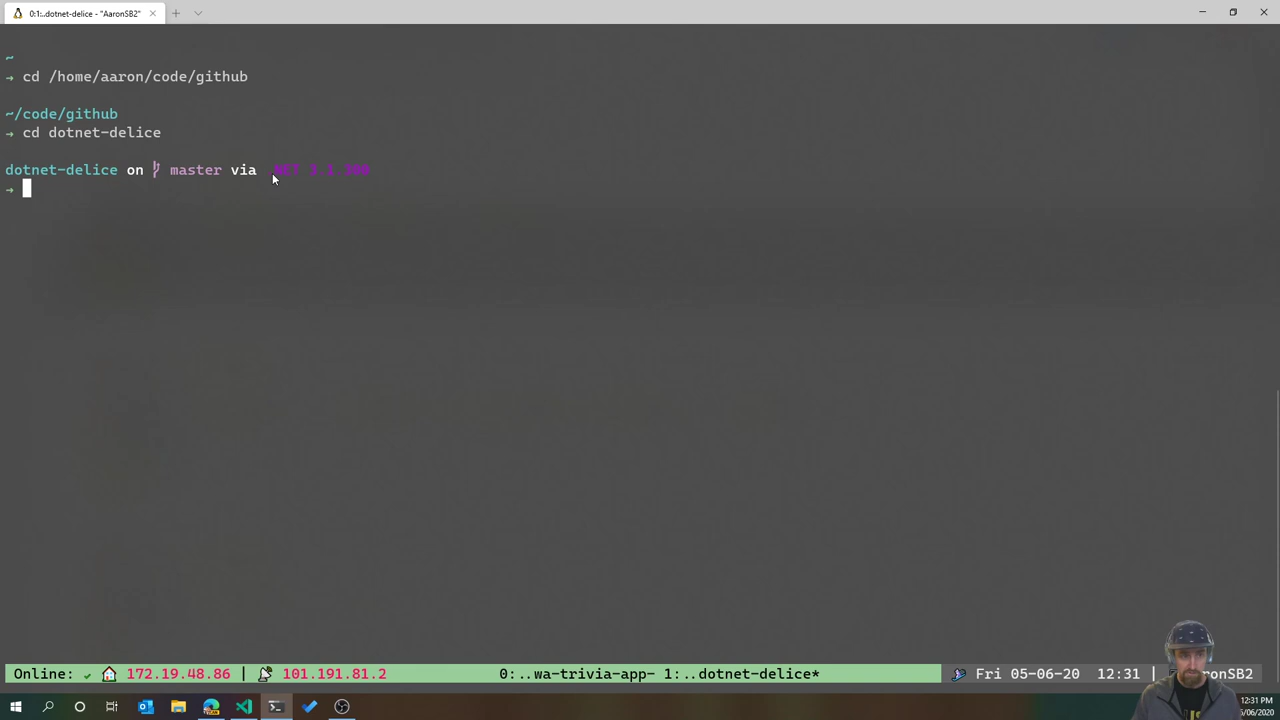 0:1:..dotnet-delice - "AaronSB2"
~
→ cd /home/aaron/code/github
~/code/github
→ cd dotnet-delice
dotnet-delice on master via
→
Online: ✓ 172.19.48.86 | 101.191.81.2 0:..wa-trivia-app- 1:..dotnet-delice* Fri 05-06-20 12:31 |
12:31 PM